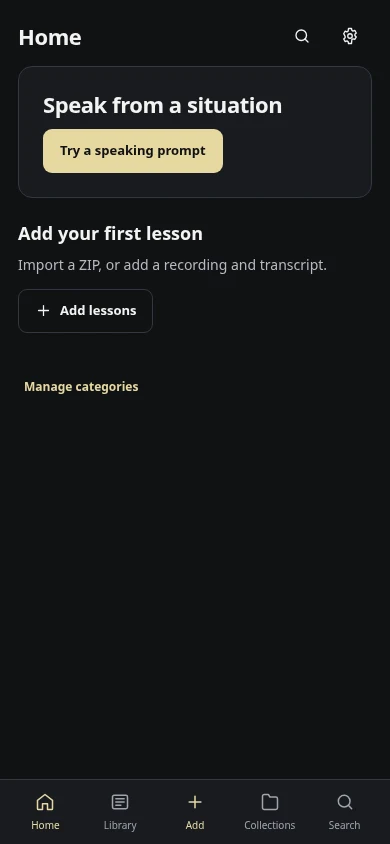 Home
Speak from a situation
Try a speaking prompt
Add your first lesson
Import a ZIP, or add a recording and transcript.
Add lessons
Manage categories
Home
Library
Add
Collections
Search